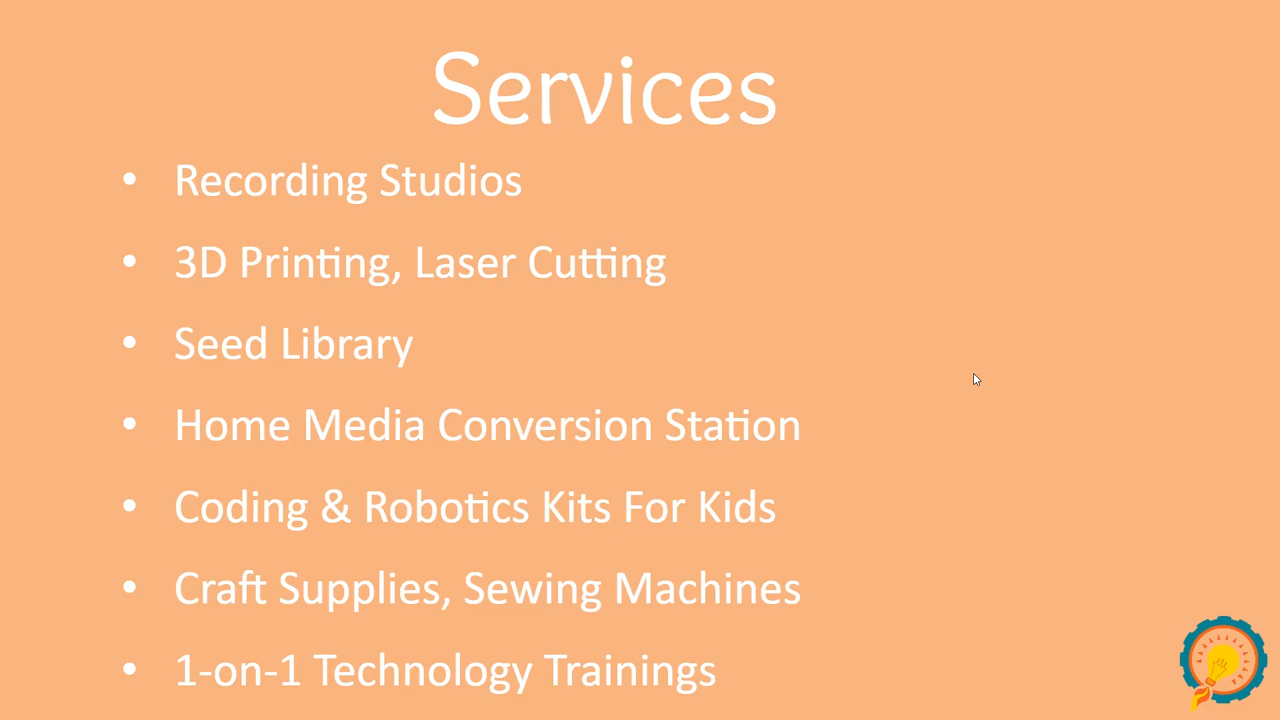 Services
• Recording Studios
• 3D Printing, Laser Cutting
• Seed Library
• Home Media Conversion Station
• Coding & Robotics Kits For Kids
• Craft Supplies, Sewing Machines
• 1-on-1 Technology Trainings